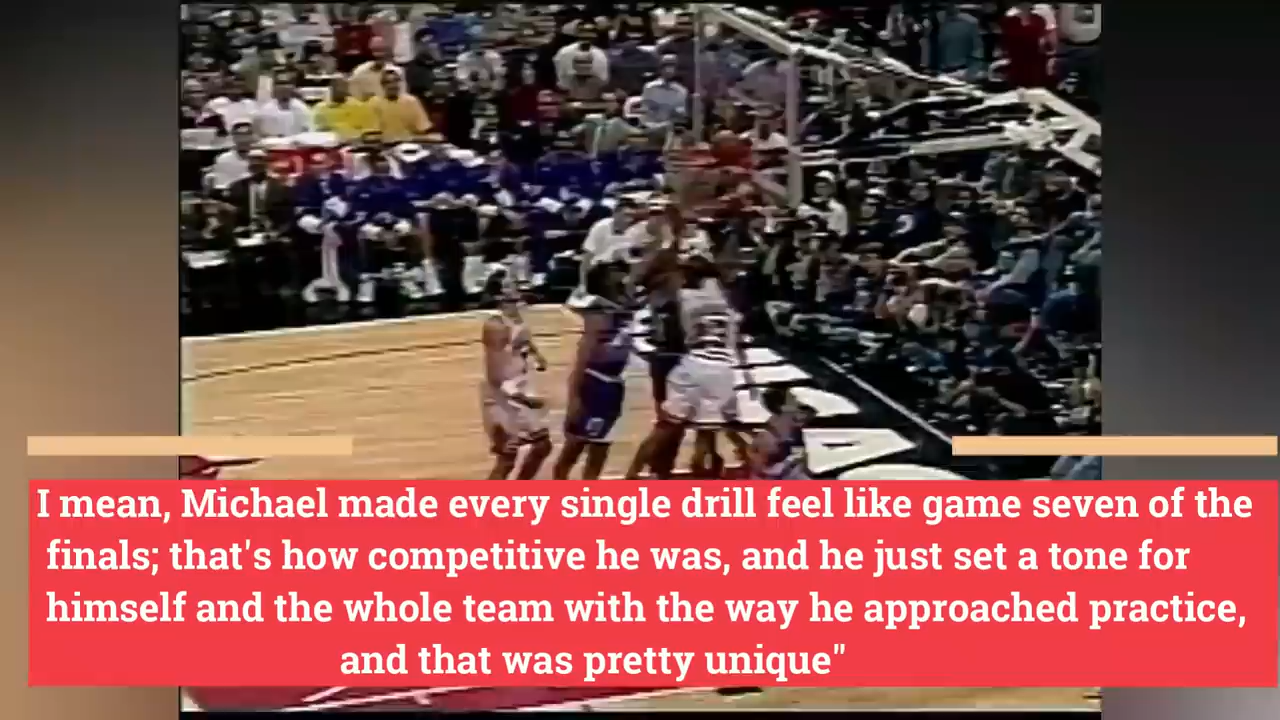 I mean, Michael made every single drill feel like game seven of the
finals; that's how competitive he was, and he just set a tone for
himself and the whole team with the way he approached practice,
and that was pretty unique"